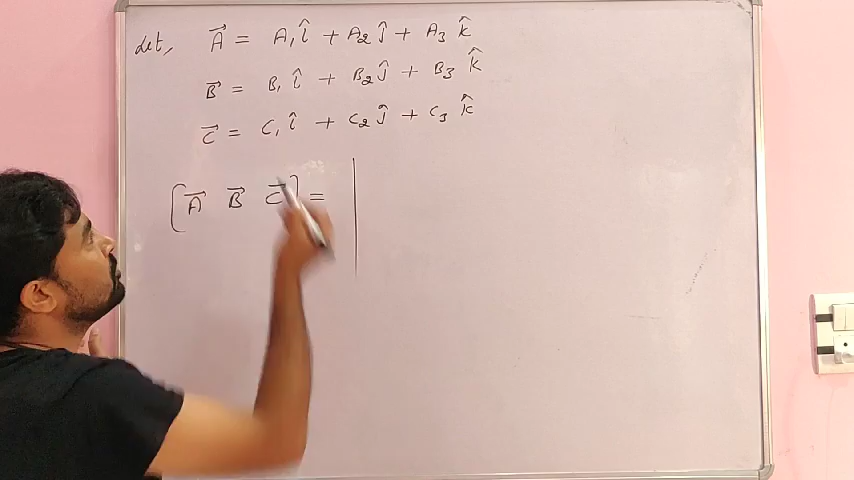 Let, A⃗ = A₁î + A₂ĵ + A₃k̂
B⃗ = B₁î + B₂ĵ + B₃k̂
C⃗ = C₁î + C₂ĵ + C₃k̂
[A⃗ B⃗ C⃗] = |